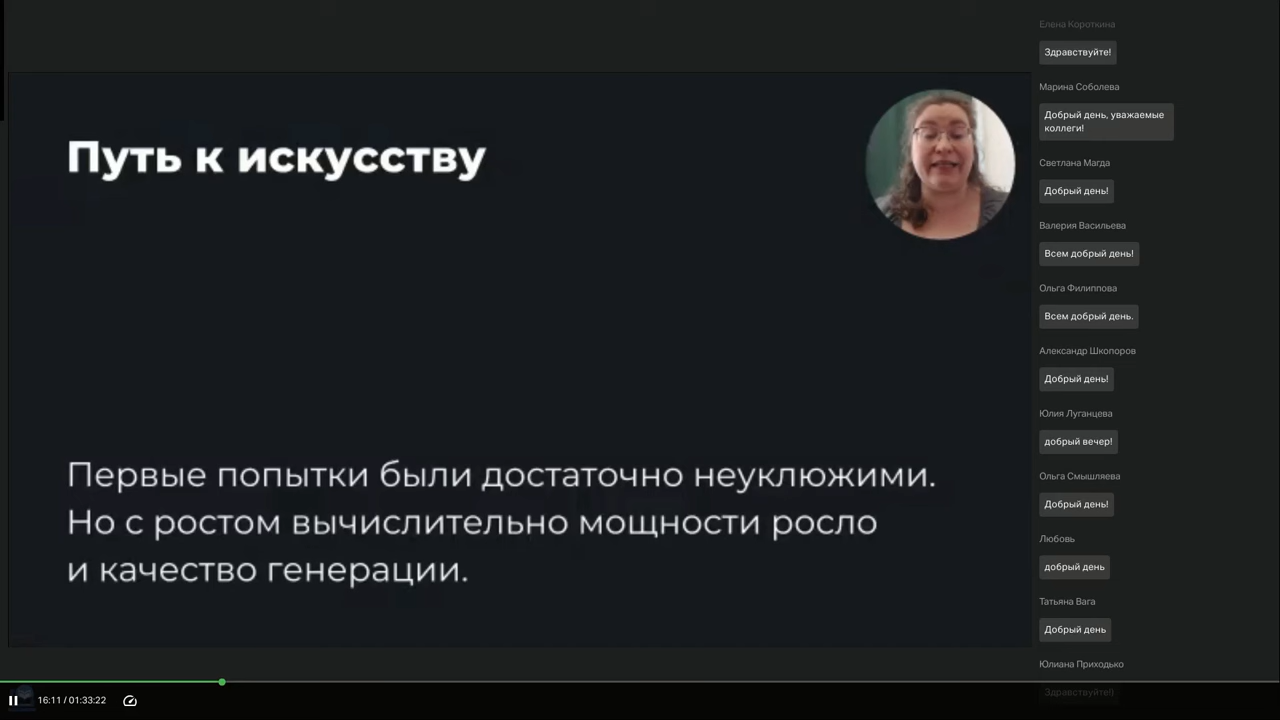 Путь к искусству
Первые попытки были достаточно неуклюжими.
Но с ростом вычислительно мощности росло
и качество генерации.
Елена Короткина
Здравствуйте!
Марина Соболева
Добрый день, уважаемые
коллеги!
Светлана Магда
Добрый день!
Валерия Васильева
Всем добрый день!
Ольга Филиппова
Всем добрый день.
Александр Шкопоров
Добрый день!
Юлия Луганцева
добрый вечер!
Ольга Смышляева
Добрый день!
Любовь
добрый день
Татьяна Вага
Добрый день
Юлиана Приходько
Здравствуйте!)
16:11 / 01:33:22